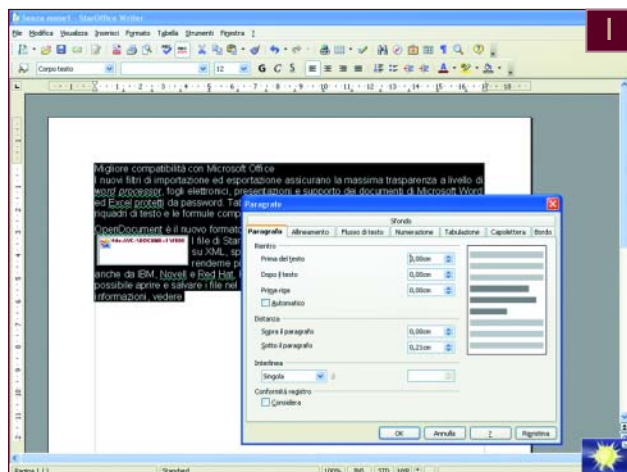 Senza nome1 - StarOffice Writer
File Modifica Visualizza Inserisci Formato Tabella Strumenti Finestra ?
I
Corpo testo 12 G C S
Migliore compatibilità con Microsoft Office
I nuovi filtri di importazione ed esportazione assicurano la massima trasparenza a livello di
word processor, fogli elettronici, presentazioni e supporto dei documenti di Microsoft Word
ed Excel protetti da password. Tab
riquadri di testo e le formule comp
OpenDocument è il nuovo formato
I file di Star
su XML, sp
renderne pi
anche da IBM, Novell e Red Hat.
possibile aprire e salvare i file nel
informazioni, vedere
Paragrafo
Sfondo
Paragrafo Allineamento Flusso di testo Numerazione Tabulazione Capolettera Bordo
Rientro
Prima del testo 0,00cm
Dopo il testo 0,00cm
Prima riga 0,00cm
Automatico
Distanza
Sopra il paragrafo 0,00cm
Sotto il paragrafo 0,21cm
Interlinea
Singola
Conformità registro
Considera
OK Annulla ? Ripristina
Pagina 1 / 1 Standard 100% INS STD HYP *